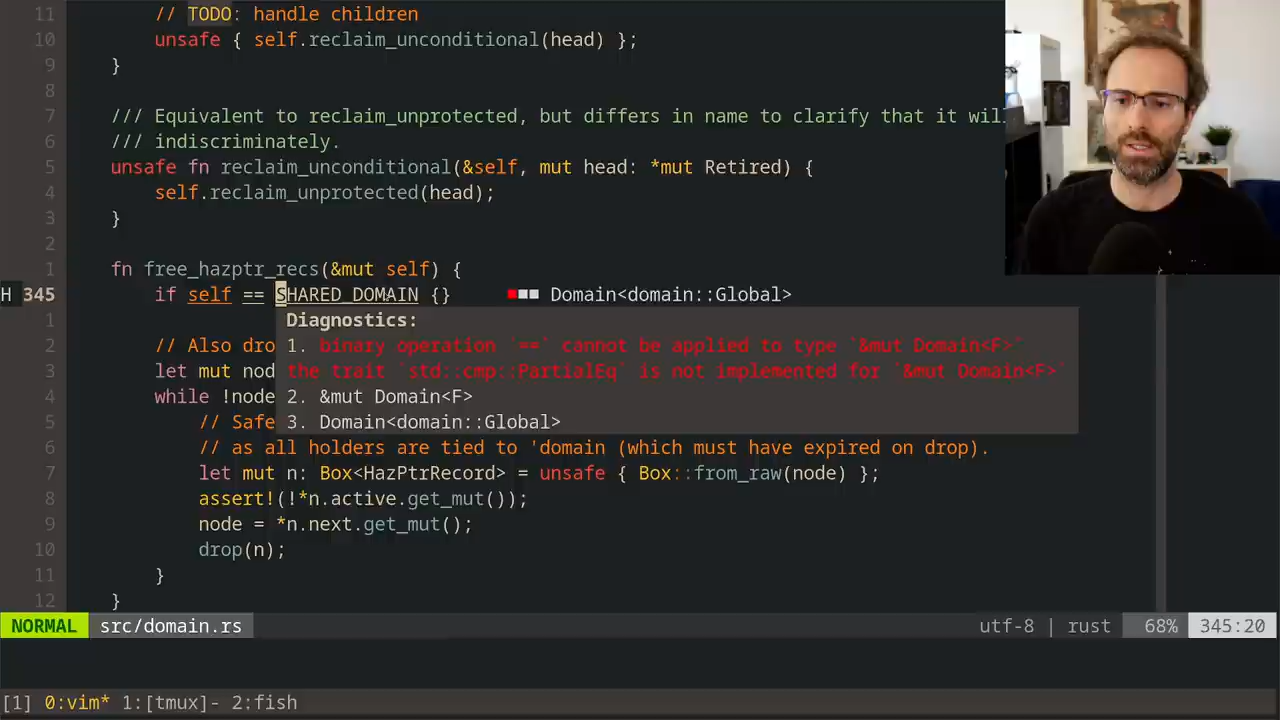 11 // TODO: handle children
10 unsafe { self.reclaim_unconditional(head) };
9 }
8
7 /// Equivalent to reclaim_unprotected, but differs in name to clarify that it wil
6 /// indiscriminately.
5 unsafe fn reclaim_unconditional(&self, mut head: *mut Retired) {
4 self.reclaim_unprotected(head);
3 }
2
1 fn free_hazptr_recs(&mut self) {
H 345 if self == SHARED_DOMAIN {} Domain<domain::Global>
1 Diagnostics:
2 // Also dro 1. binary operation `==` cannot be applied to type `&mut Domain<F>`
3 let mut nod the trait `std::cmp::PartialEq` is not implemented for `&mut Domain<F>`
4 while !node 2. &mut Domain<F>
5 // Safe 3. Domain<domain::Global>
6 // as all holders are tied to 'domain (which must have expired on drop).
7 let mut n: Box<HazPtrRecord> = unsafe { Box::from_raw(node) };
8 assert!(!*n.active.get_mut());
9 node = *n.next.get_mut();
10 drop(n);
11 }
12 }
NORMAL src/domain.rs utf-8 | rust 68% 345:20
[1] 0:vim* 1:[tmux]- 2:fish